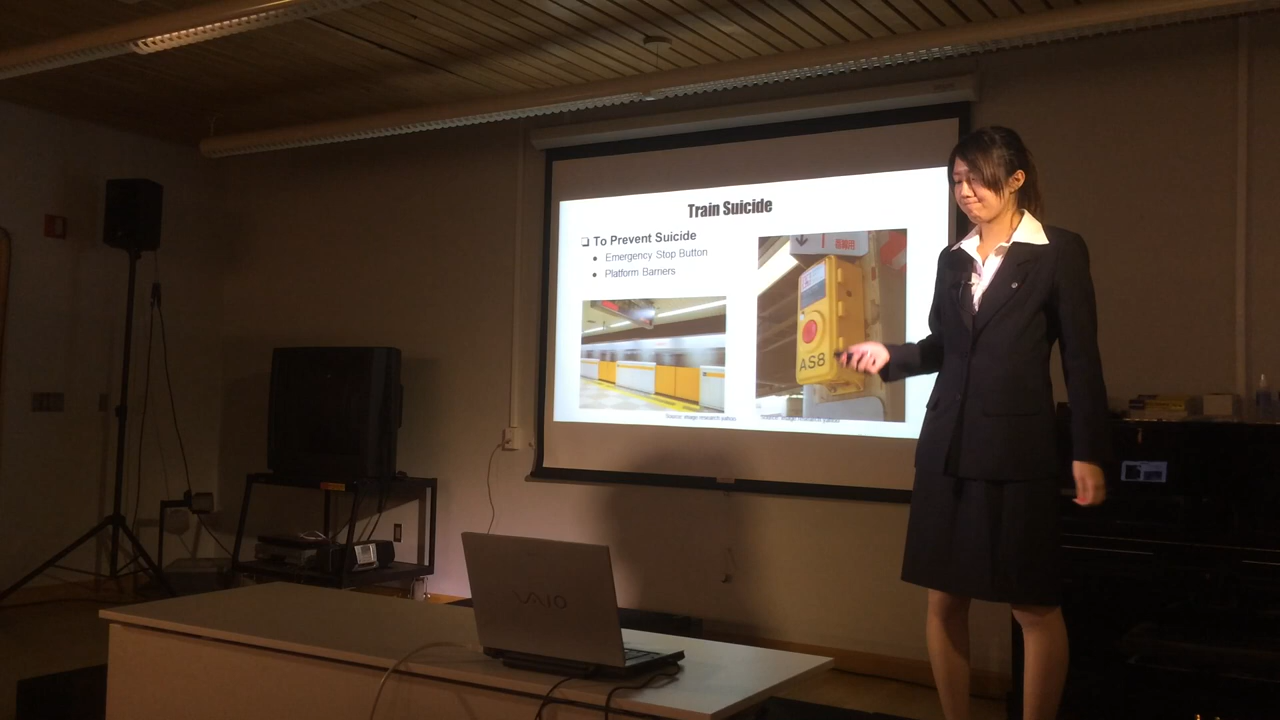 Train Suicide
To Prevent Suicide
Emergency Stop Button
Platform Barriers
AS8
VAIO